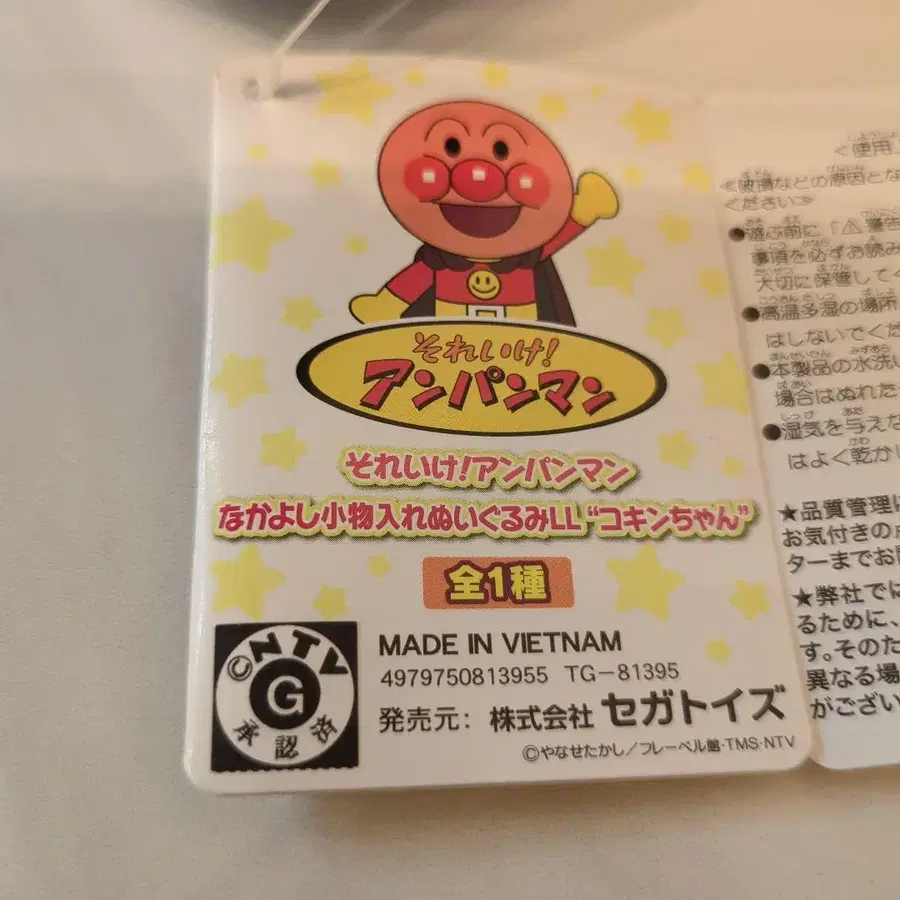 それいけ!
アンパンマン
それいけ!アンパンマン
なかよし小物入れぬいぐるみLL"コキンちゃん"
全1種
©NTV
G
承認済
MADE IN VIETNAM
4979750813955 TG-81395
発売元: 株式会社 セガトイズ
©やなせたかし/フレーベル館・TMS・NTV
<使用
<破損などの原因とな
ください>
●遊ぶ前に「⚠警告
事項を必ずお読み
大切に保管してく
●高温多湿の場所
はしないでくだ
●本製品の水洗い
場合はぬれた
●湿気を与えな
はよく乾かし
★品質管理に
お気付きの点
ターまでお
★弊社では
るために、
す。そのた
異なる場
がござい